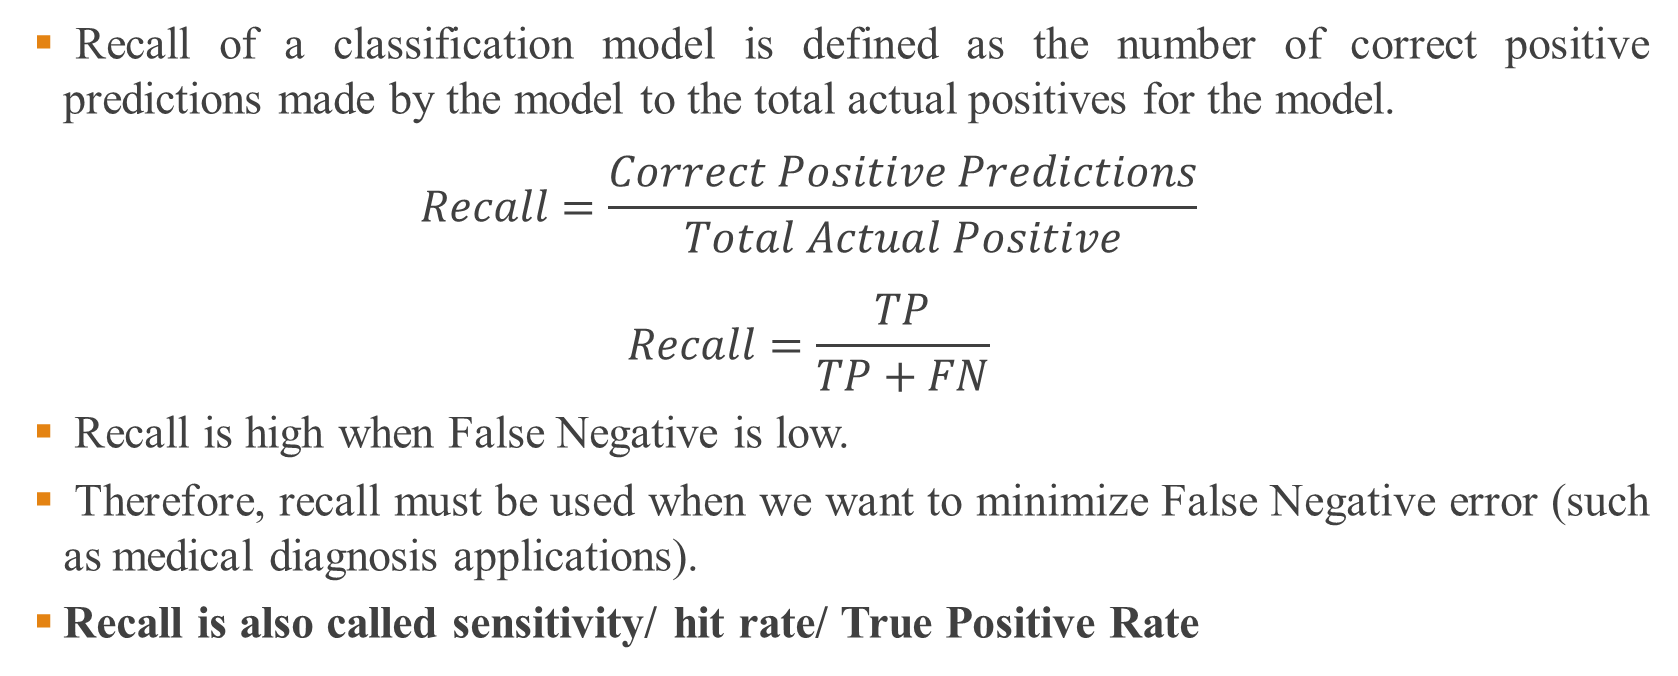 ▪ Recall of a classification model is defined as the number of correct positive
predictions made by the model to the total actual positives for the model.
Recall = Correct Positive Predictions / Total Actual Positive
Recall = TP / TP + FN
▪ Recall is high when False Negative is low.
▪ Therefore, recall must be used when we want to minimize False Negative error (such
as medical diagnosis applications).
▪ Recall is also called sensitivity/ hit rate/ True Positive Rate